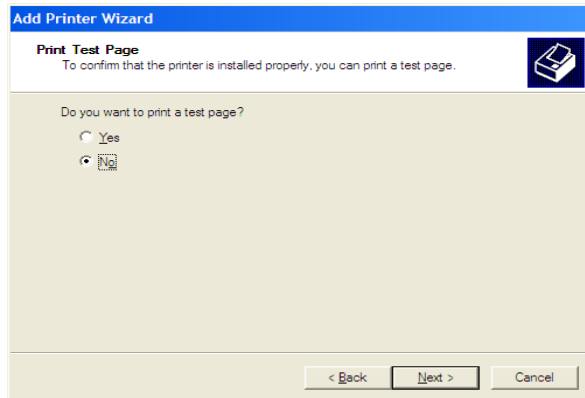 Add Printer Wizard
Print Test Page
To confirm that the printer is installed properly, you can print a test page.
Do you want to print a test page?
Yes
No
< Back Next > Cancel